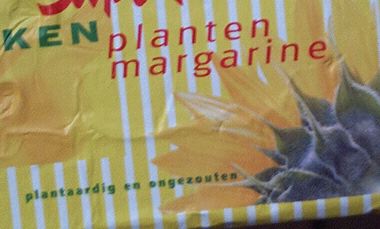 KEN planten
margarine
plantaardig en ongezouten